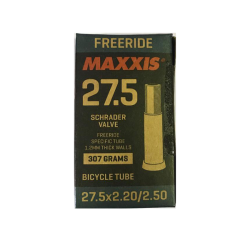 FREERIDE
MAXXIS®
27.5
SCHRADER
VALVE
FREERIDE
SPECIFIC TUBE
1.2MM THICK WALLS
307 GRAMS
BICYCLE TUBE
27.5x2.20/2.50